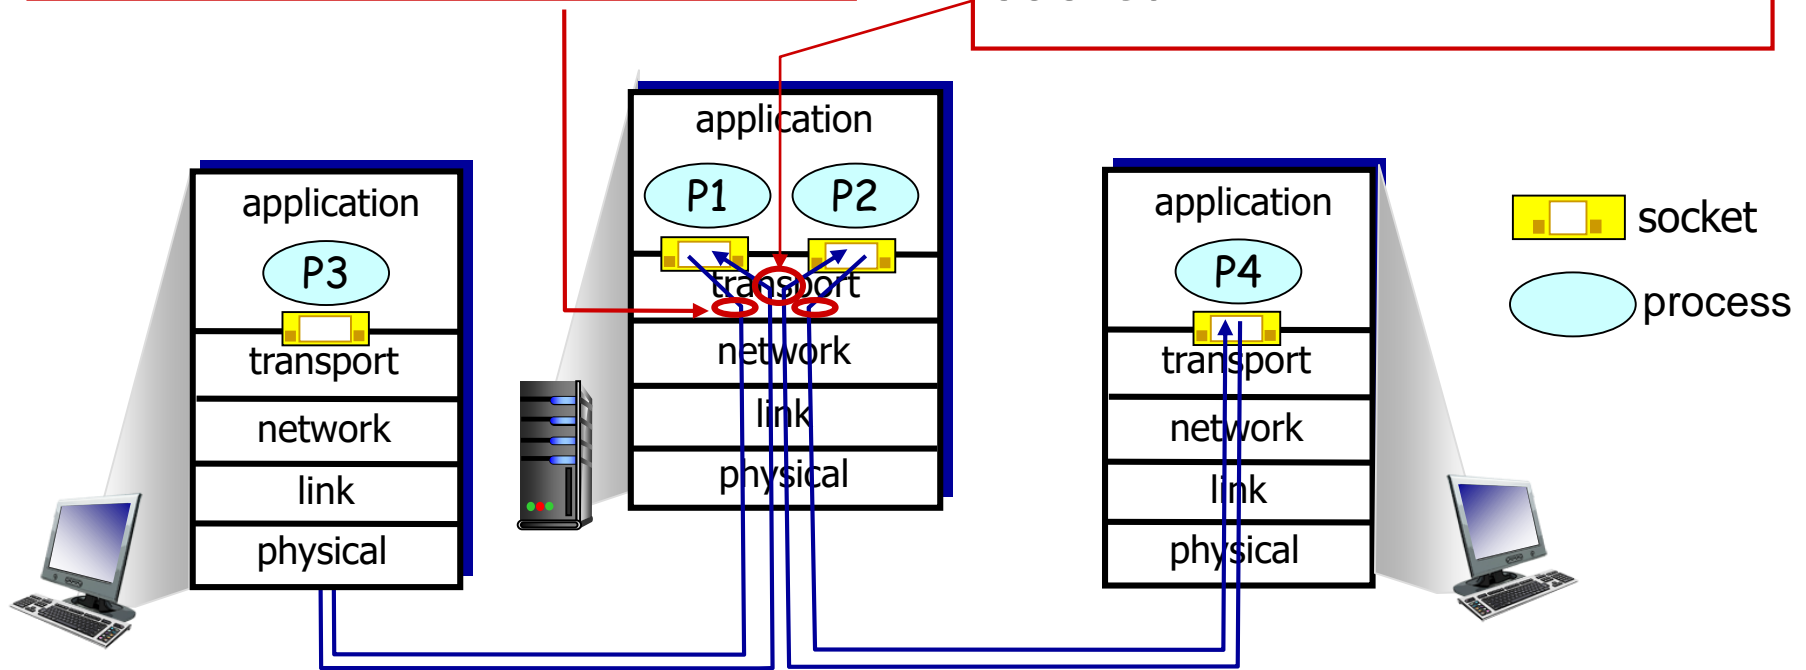 application
P1
P2
transport
network
link
physical
application
P3
transport
network
link
physical
application
P4
transport
network
link
physical
socket
process